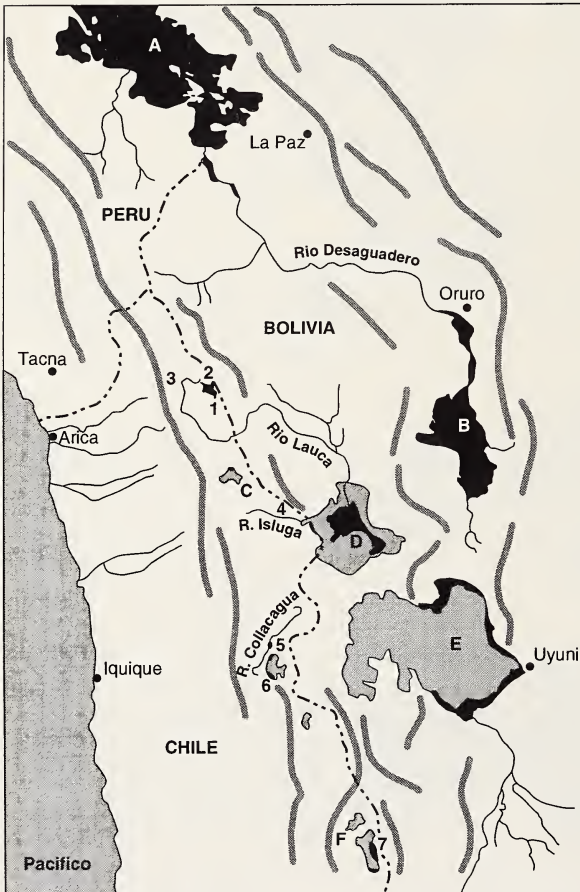 A
La Paz
PERU
Rio Desaguadero
Oruro
BOLIVIA
Tacna
2
3
1
B
Arica
Rio Lauca
C
4
R. Isluga
D
R. Collacagua
5
E
Uyuni
6
Iquique
CHILE
F
7
Pacifico